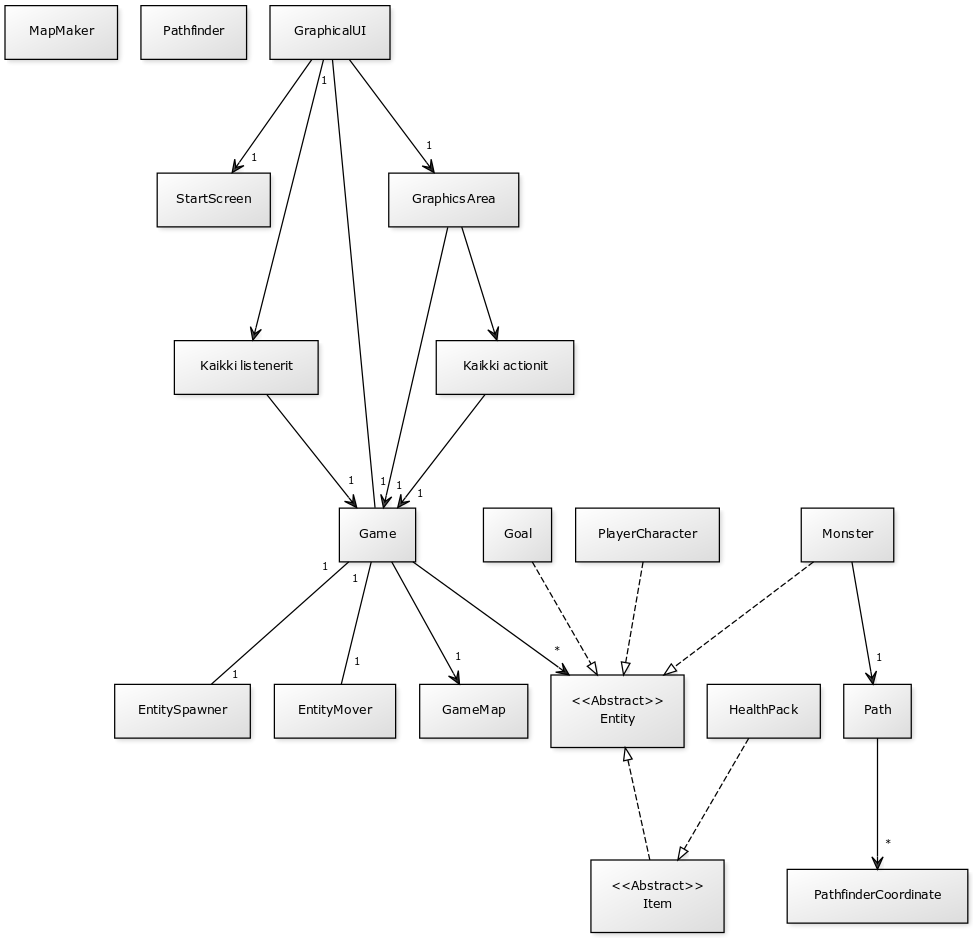 MapMaker
Pathfinder
GraphicalUI
1
1
1
StartScreen
GraphicsArea
Kaikki listenerit
Kaikki actionit
1
1
1
1
Game
Goal
PlayerCharacter
Monster
1
1
*
1
1
1
1
EntitySpawner
EntityMover
GameMap
<<Abstract>>
Entity
HealthPack
Path
*
<<Abstract>>
Item
PathfinderCoordinate